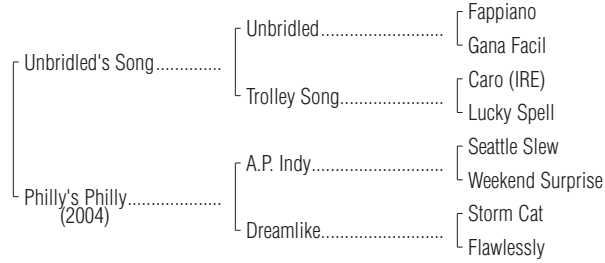 Fappiano
Unbridled......................
Gana Facil
Unbridled's Song..............
Caro (IRE)
Trolley Song...................
Lucky Spell
Seattle Slew
A.P. Indy........................
Weekend Surprise
Philly's Philly...................
(2004)
Storm Cat
Dreamlike......................
Flawlessly